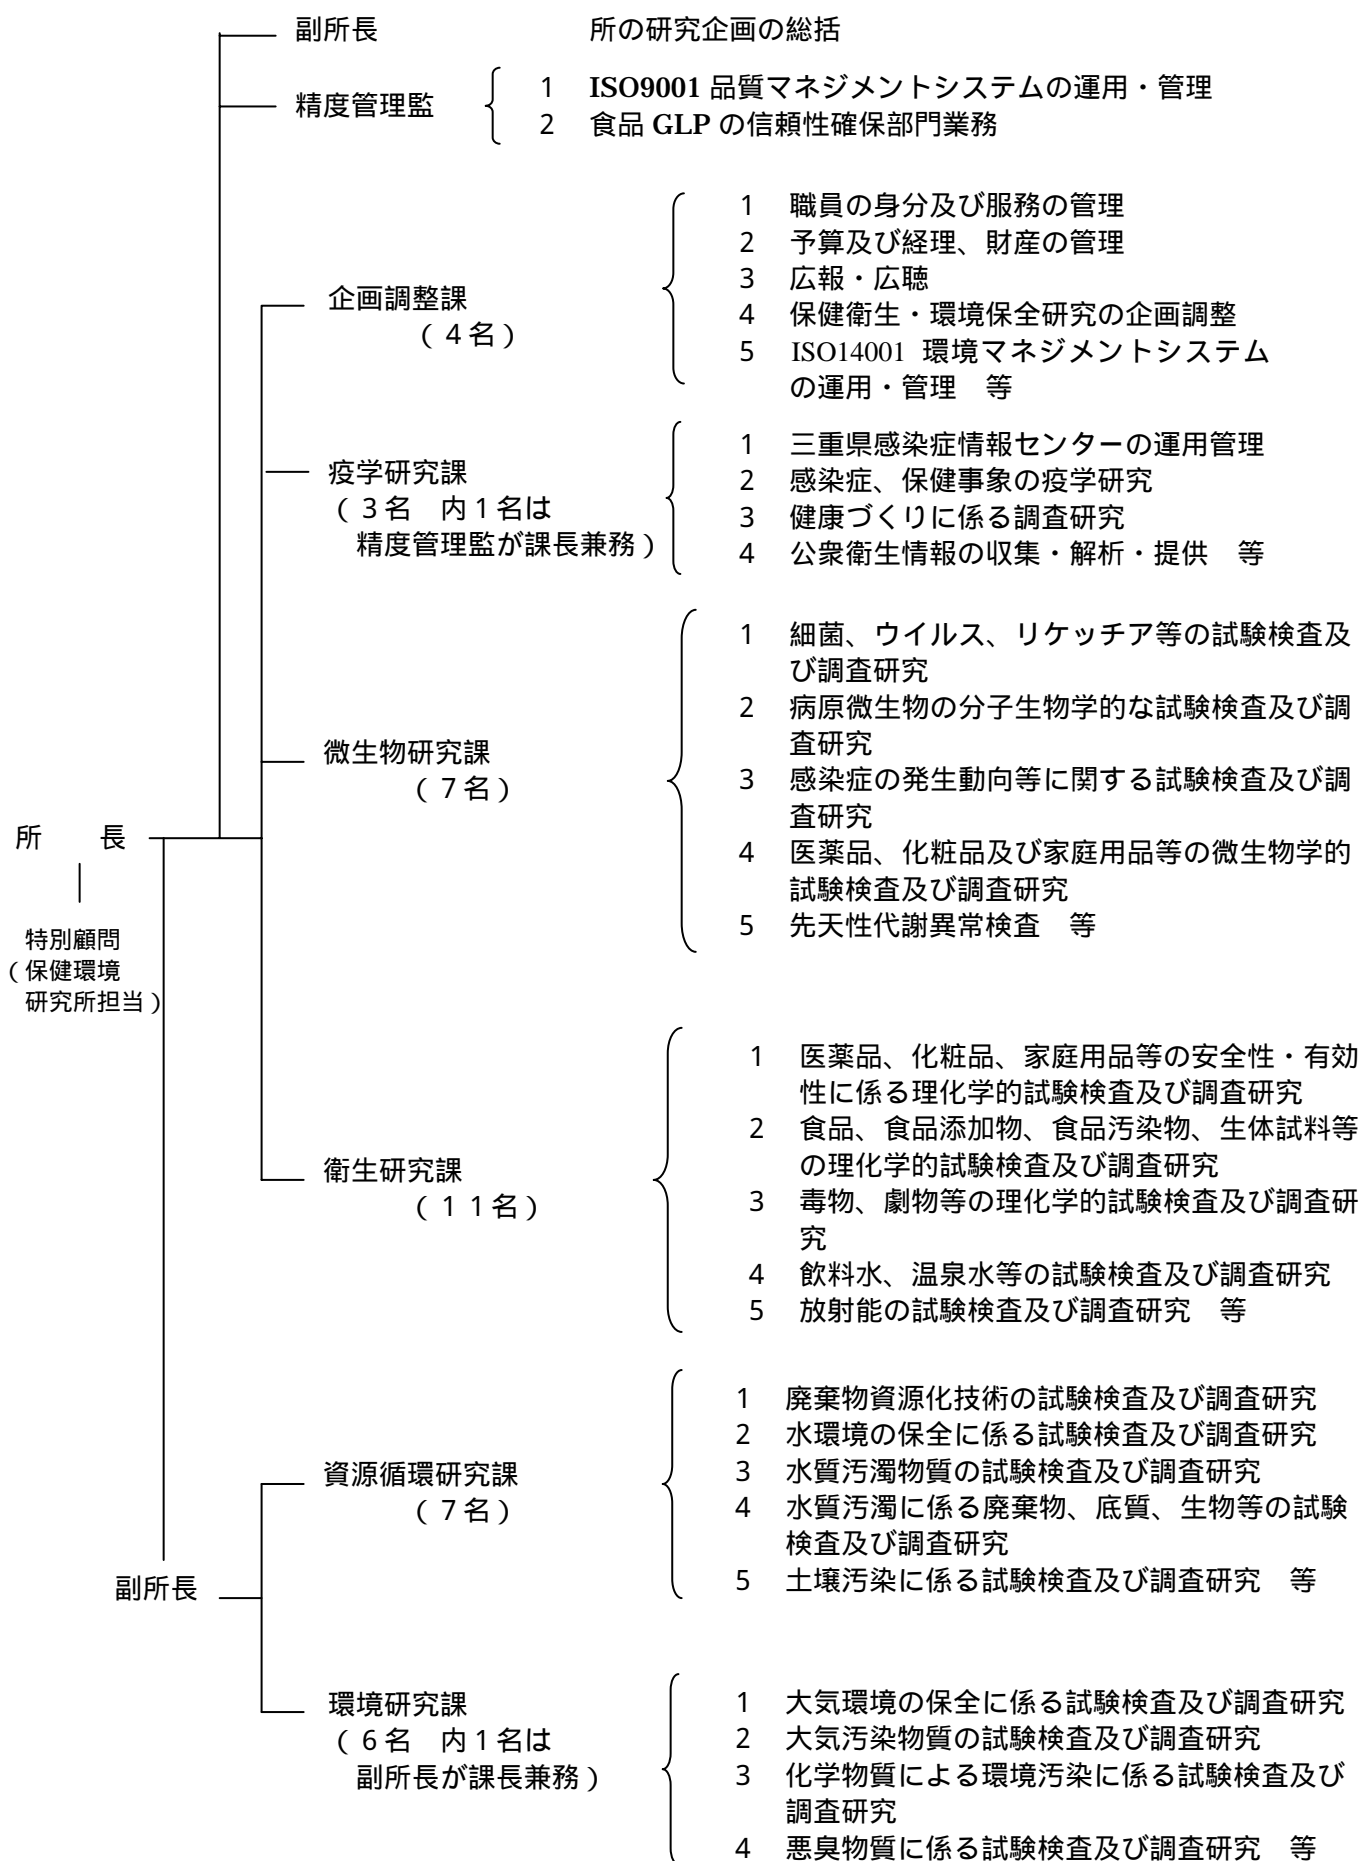 副所長　所の研究企画の総括
精度管理監
1　ISO9001 品質マネジメントシステムの運用・管理
2　食品 GLP の信頼性確保部門業務
企画調整課
（４名）
1　職員の身分及び服務の管理
2　予算及び経理、財産の管理
3　広報・広聴
4　保健衛生・環境保全研究の企画調整
5　ISO14001 環境マネジメントシステム
の運用・管理　等
疫学研究課
（３名　内１名は
精度管理監が課長兼務）
1　三重県感染症情報センターの運用管理
2　感染症、保健事象の疫学研究
3　健康づくりに係る調査研究
4　公衆衛生情報の収集・解析・提供　等
微生物研究課
（７名）
1　細菌、ウイルス、リケッチア等の試験検査及
び調査研究
2　病原微生物の分子生物学的な試験検査及び調
査研究
3　感染症の発生動向等に関する試験検査及び調
査研究
4　医薬品、化粧品及び家庭用品等の微生物学的
試験検査及び調査研究
5　先天性代謝異常検査　等
所　長
特別顧問
（保健環境
研究所担当）
衛生研究課
（１１名）
1　医薬品、化粧品、家庭用品等の安全性・有効
性に係る理化学的試験検査及び調査研究
2　食品、食品添加物、食品汚染物、生体試料等
の理化学的試験検査及び調査研究
3　毒物、劇物等の理化学的試験検査及び調査研
究
4　飲料水、温泉水等の試験検査及び調査研究
5　放射能の試験検査及び調査研究　等
副所長
資源循環研究課
（７名）
1　廃棄物資源化技術の試験検査及び調査研究
2　水環境の保全に係る試験検査及び調査研究
3　水質汚濁物質の試験検査及び調査研究
4　水質汚濁に係る廃棄物、底質、生物等の試験
検査及び調査研究
5　土壌汚染に係る試験検査及び調査研究　等
環境研究課
（６名　内１名は
副所長が課長兼務）
1　大気環境の保全に係る試験検査及び調査研究
2　大気汚染物質の試験検査及び調査研究
3　化学物質による環境汚染に係る試験検査及び
調査研究
4　悪臭物質に係る試験検査及び調査研究　等